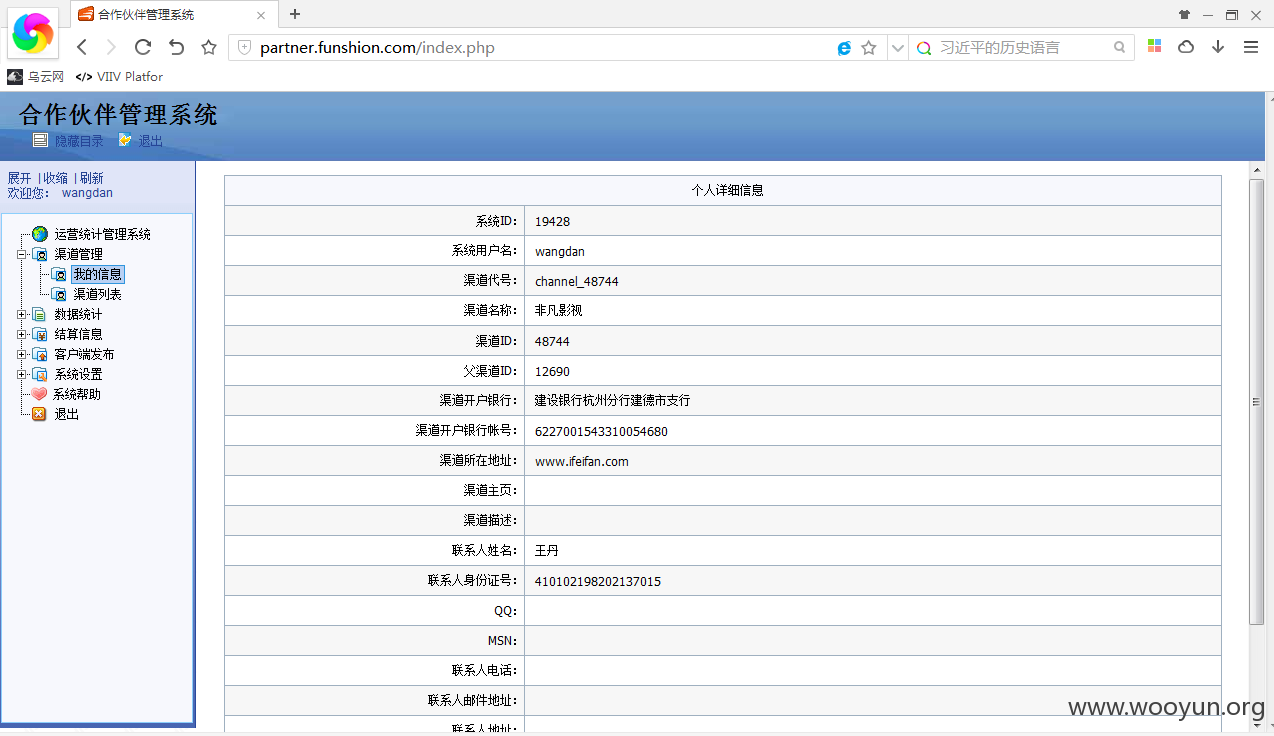 合作伙伴管理系统
partner.funshion.com/index.php
习近平的历史语言
乌云网
</> VIIV Platfor
合作伙伴管理系统
隐藏目录 退出
展开 | 收缩 | 刷新
欢迎您： wangdan
运营统计管理系统
渠道管理
我的信息
渠道列表
数据统计
结算信息
客户端发布
系统设置
系统帮助
退出
个人详细信息
系统ID： 19428
系统用户名： wangdan
渠道代号： channel_48744
渠道名称： 非凡影视
渠道ID： 48744
父渠道ID： 12690
渠道开户银行： 建设银行杭州分行建德市支行
渠道开户银行帐号： 6227001543310054680
渠道所在地址： www.ifeifan.com
渠道主页：
渠道描述：
联系人姓名： 王丹
联系人身份证号： 410102198202137015
QQ：
MSN：
联系人电话：
联系人邮件地址：
联系人地址：
www.wooyun.org